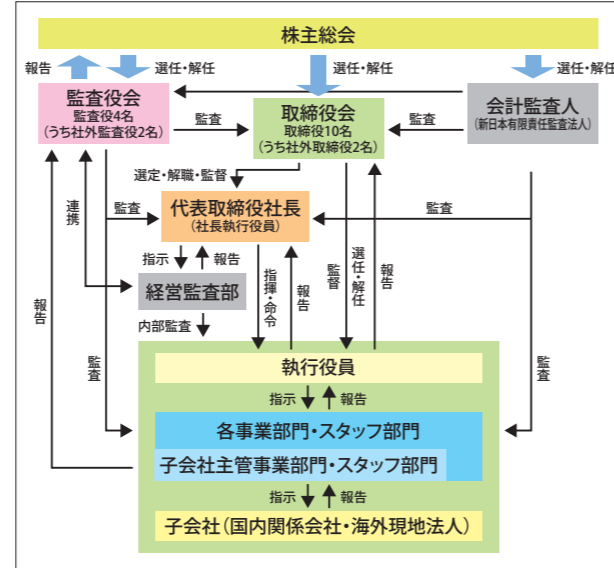 株主総会
報告
選任・解任
選任・解任
選任・解任
監査役会
監査役4名
(うち社外監査役2名)
監査
取締役会
取締役10名
(うち社外取締役2名)
監査
会計監査人
(新日本有限責任監査法人)
選定・解職・監督
連携
監査
代表取締役社長
(社長執行役員)
監査
指示
報告
経営監査部
指揮・命令
報告
監督
選任・解任
報告
報告
内部監査
監査
監査
執行役員
指示
報告
各事業部門・スタッフ部門
子会社主管事業部門・スタッフ部門
指示
報告
子会社(国内関係会社・海外現地法人)